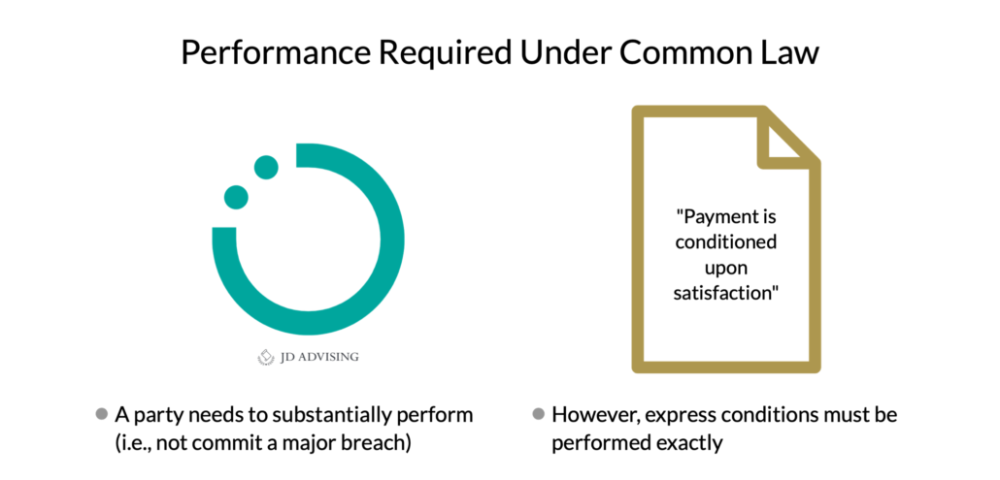 Performance Required Under Common Law
"Payment is
conditioned
upon
satisfaction"
JD ADVISING
A party needs to substantially perform
(i.e., not commit a major breach)
However, express conditions must be
performed exactly